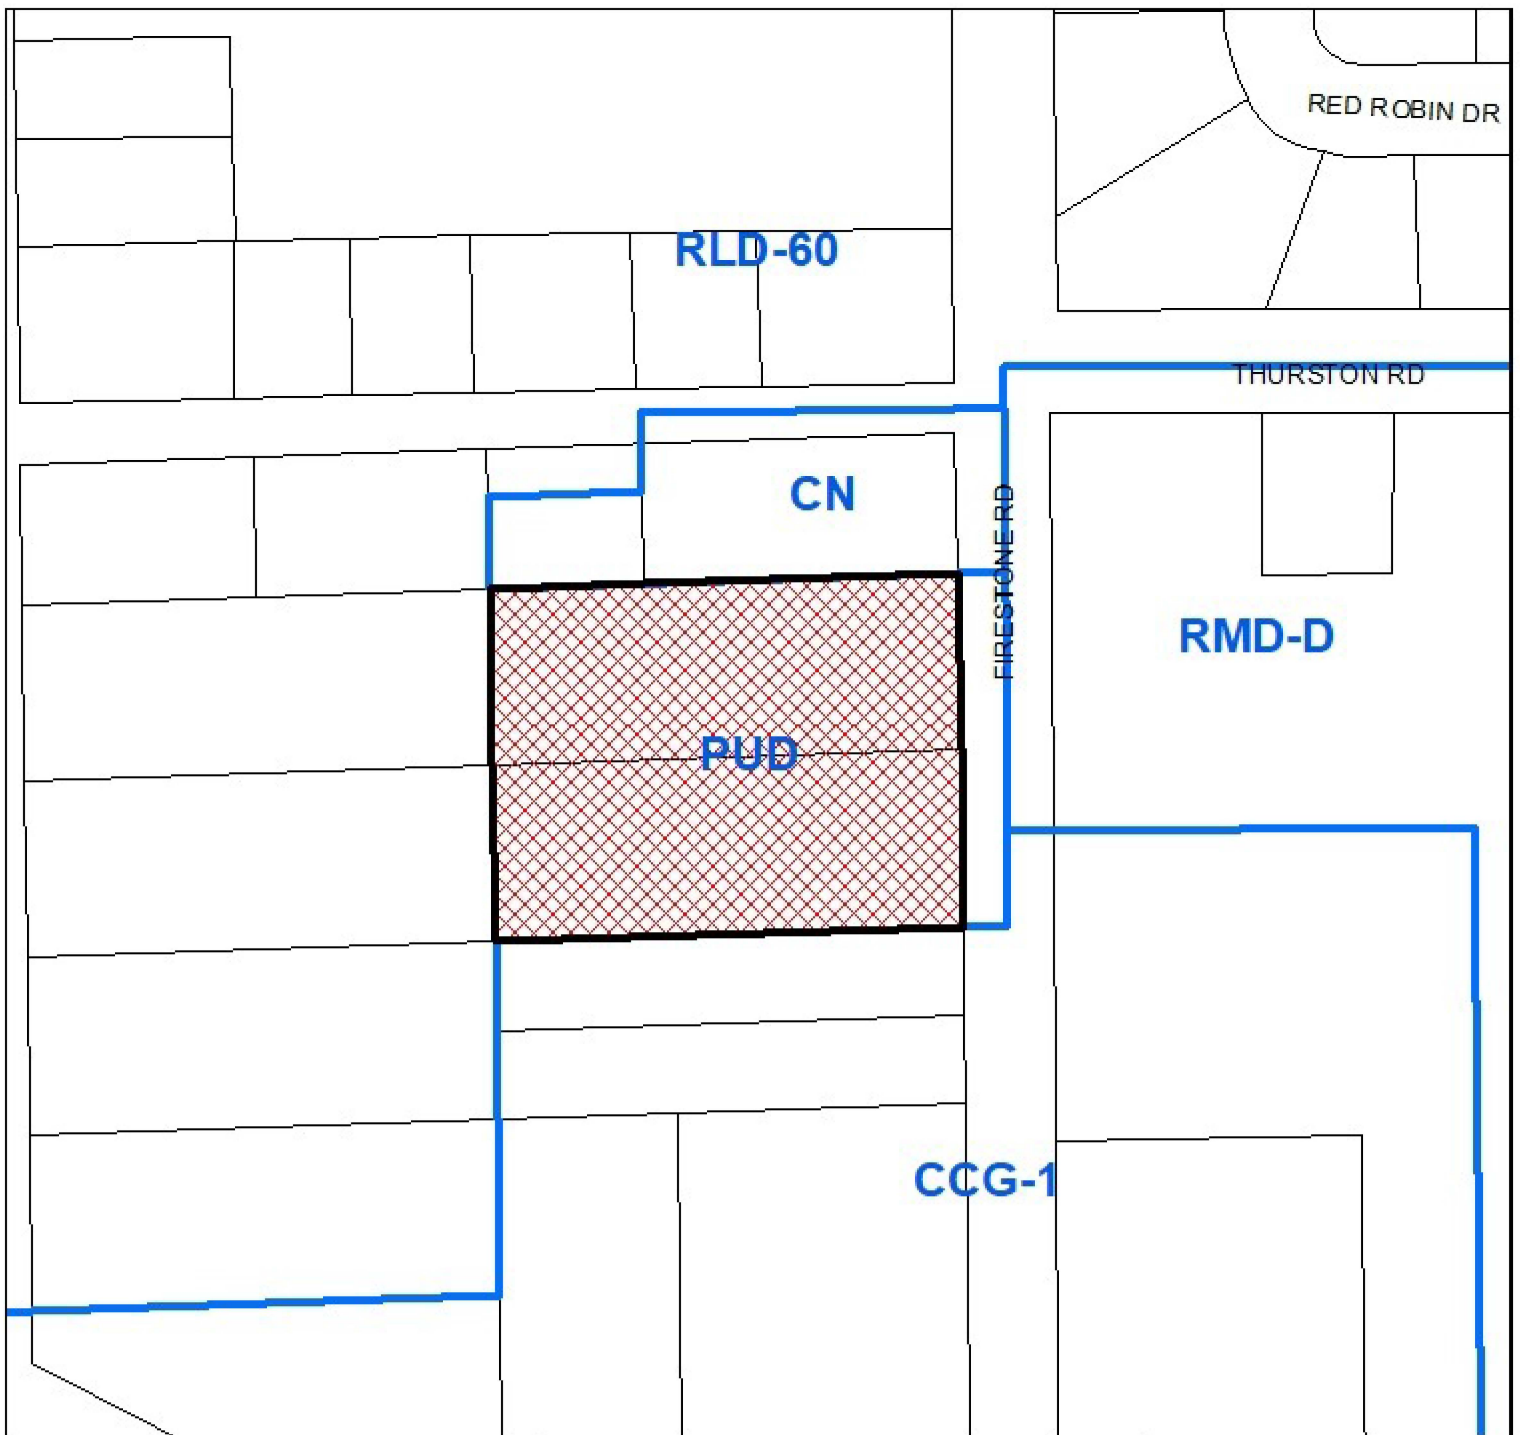 RED ROBIN DR
RLD-60
THURSTON RD
CN
FIRESTONE RD
RMD-D
PUD
CCG-1